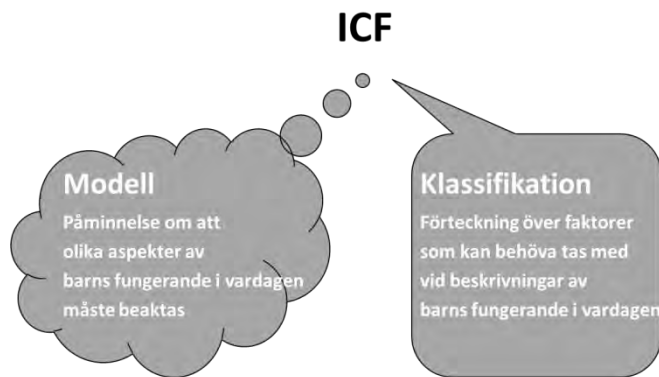 ICF
Modell
Påminnelse om att
olika aspekter av
barns fungerande i vardagen
måste beaktas
Klassifikation
Förteckning över faktorer
som kan behöva tas med
vid beskrivningar av
barns fungerande i vardagen